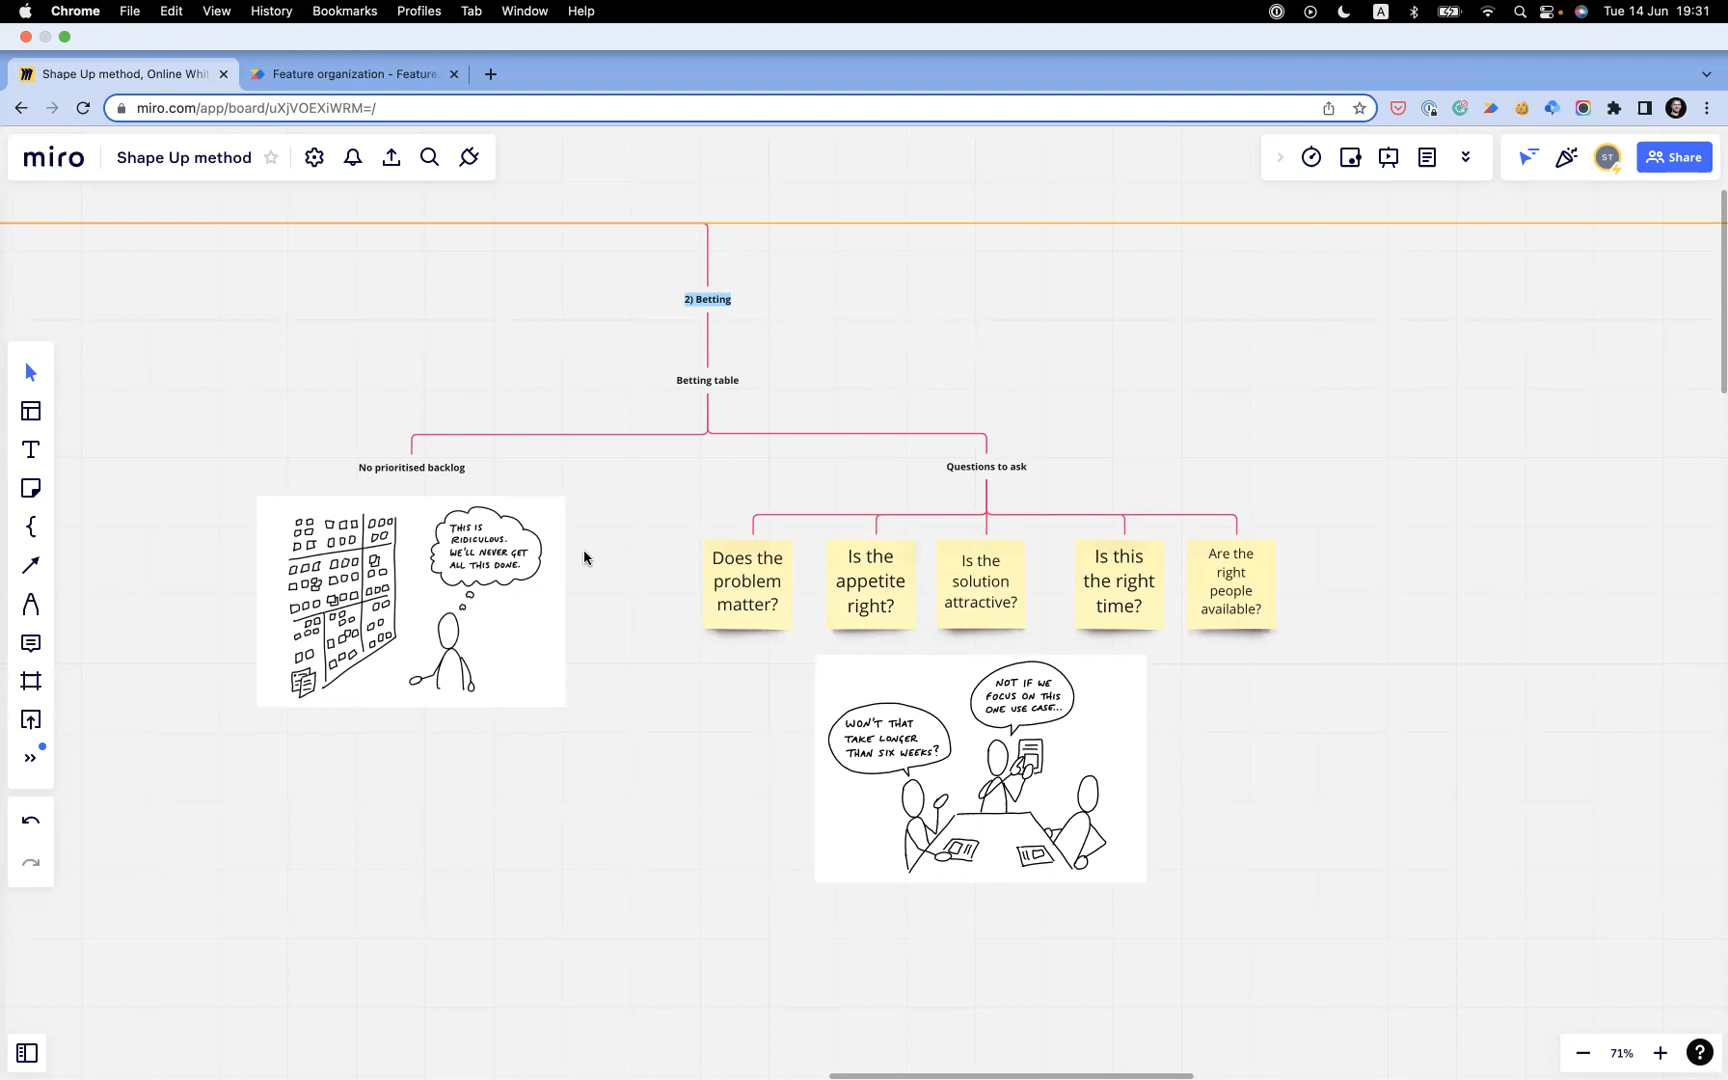 Chrome File Edit View History Bookmarks Profiles Tab Window Help
A
Tue 14 Jun 19:31
Shape Up method, Online Whit
Feature organization - Feature
miro.com/app/board/uXjVOEXiWRM=/
miro
Shape Up method
ST
Share
2) Betting
Betting table
No prioritised backlog
Questions to ask
THIS IS
RIDICULOUS.
WE'LL NEVER GET
ALL THIS DONE.
Does the
problem
matter?
Is the
appetite
right?
Is the
solution
attractive?
Is this
the right
time?
Are the
right
people
available?
WON'T THAT
TAKE LONGER
THAN SIX WEEKS?
NOT IF WE
FOCUS ON THIS
ONE USE CASE...
71%